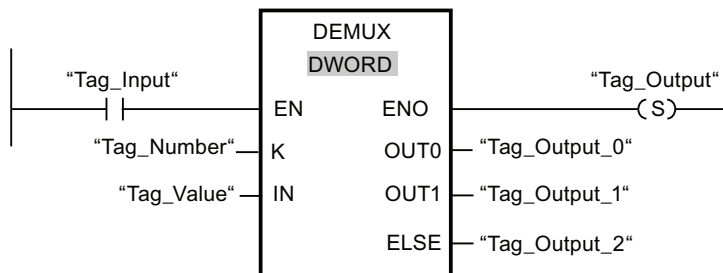 DEMUX
DWORD
“Tag_Input“
“Tag_Output“
EN
ENO
“Tag_Number“
K
OUT0
“Tag_Output_0“
“Tag_Value“
IN
OUT1
“Tag_Output_1“
ELSE
“Tag_Output_2“
S